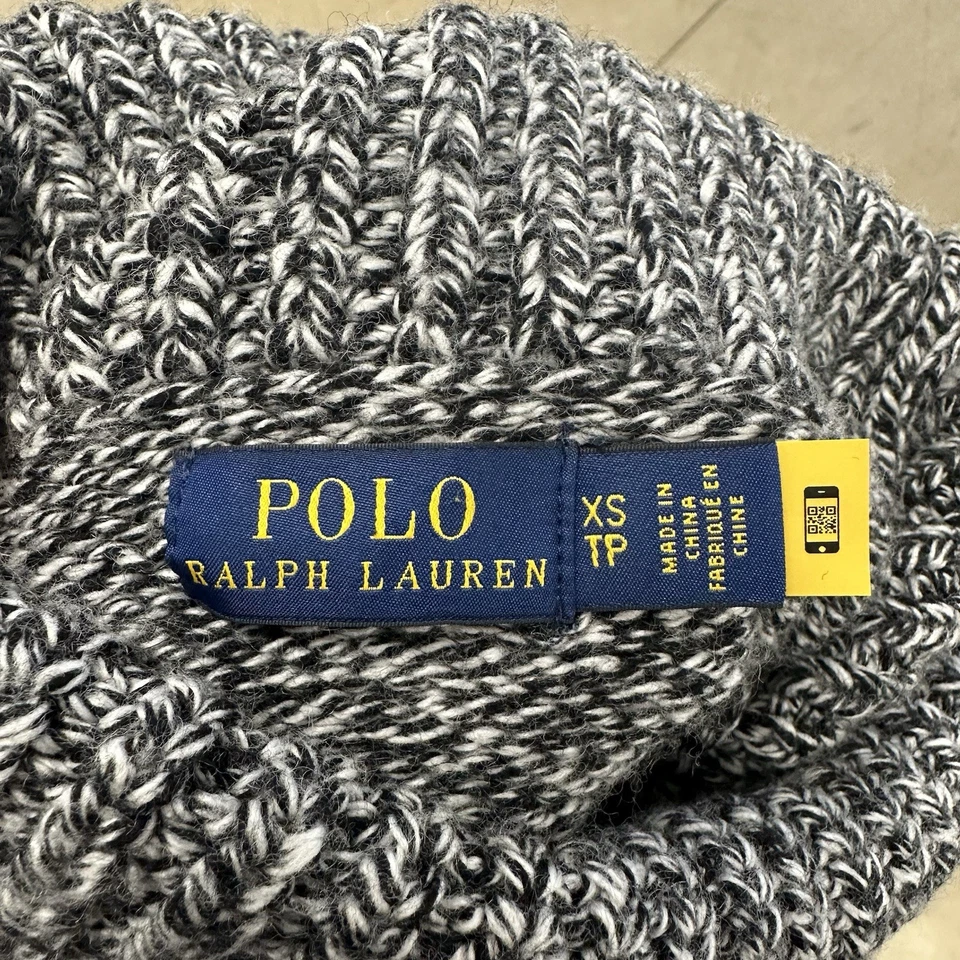 POLO
RALPH LAUREN
XS
TP
MADE IN
CHINA
FABRIQUÉ EN
CHINE